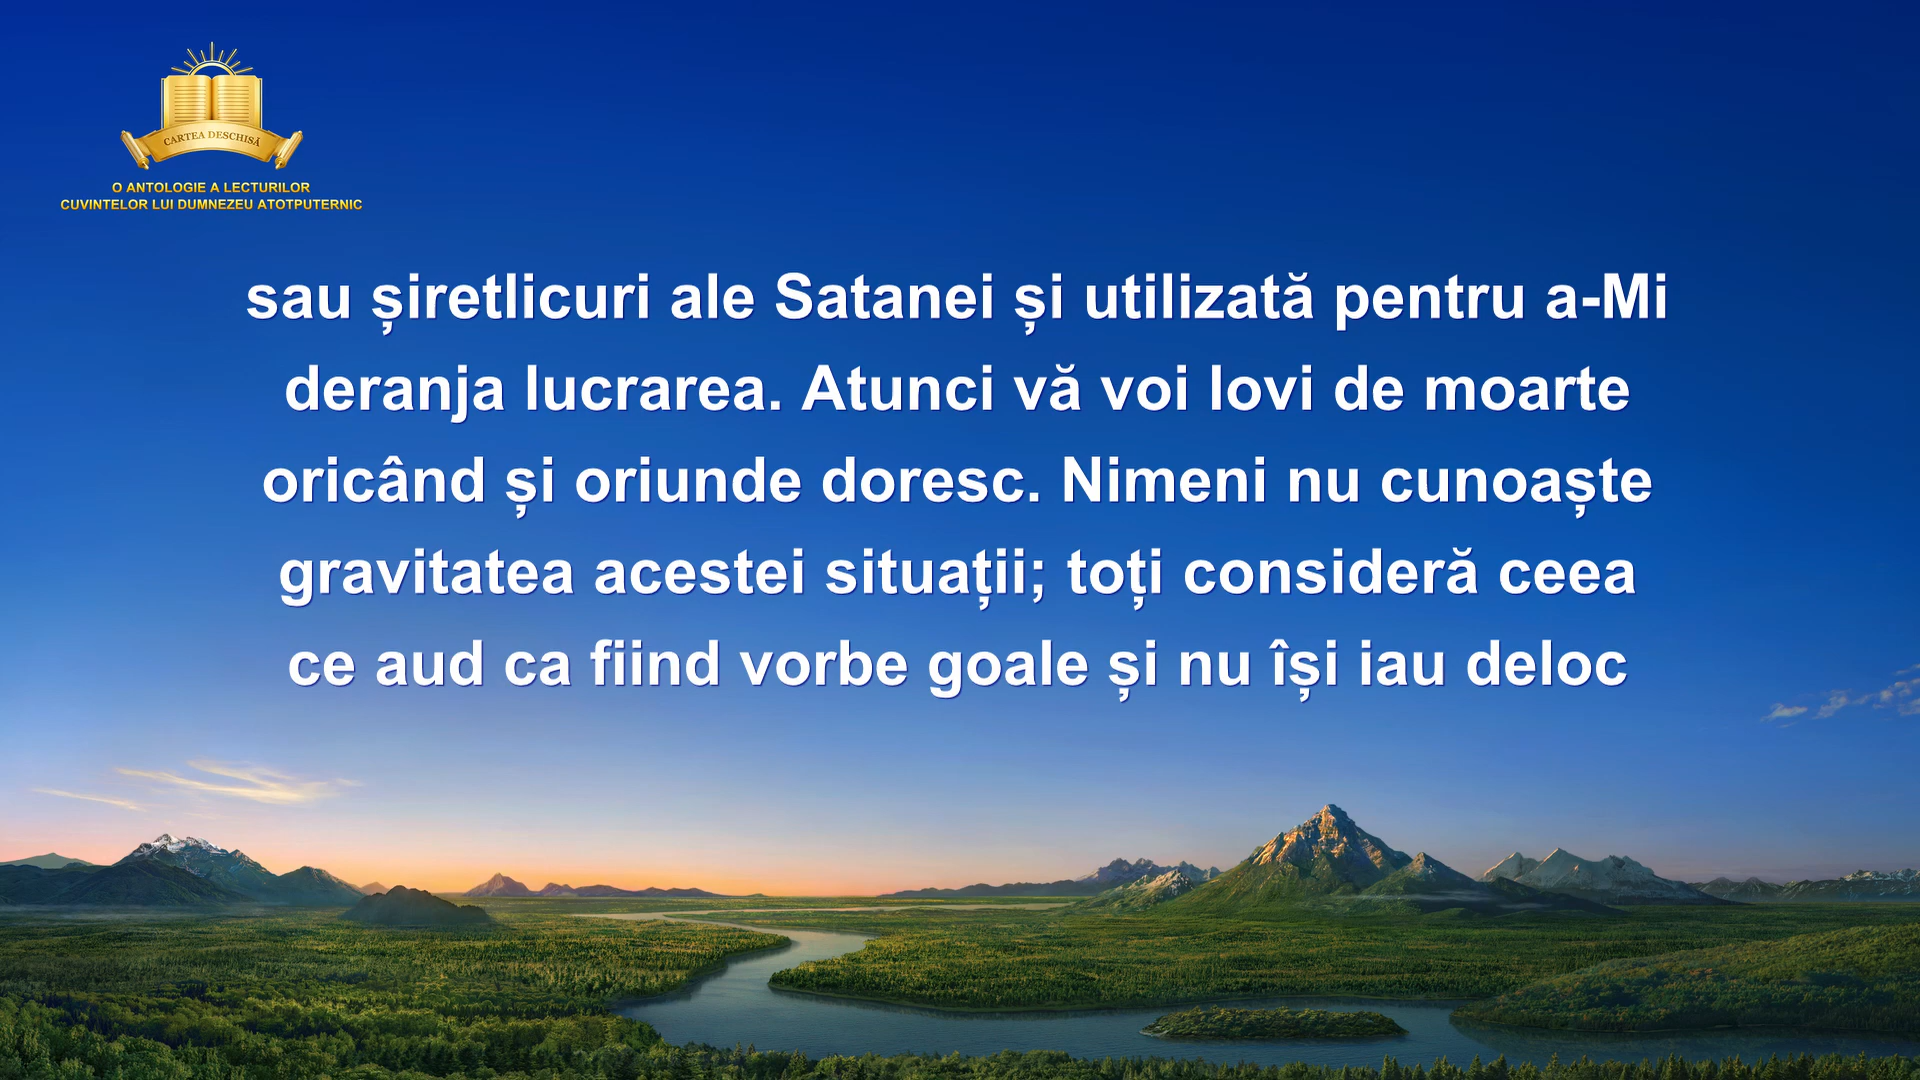 CARTEA DESCHISĂ
O ANTOLOGIE A LECTURILOR
CUVINTELOR LUI DUMNEZEU ATOTPUTERNIC
sau șiretlicuri ale Satanei și utilizată pentru a-Mi
deranja lucrarea. Atunci vă voi lovi de moarte
oricând și oriunde doresc. Nimeni nu cunoaște
gravitatea acestei situații; toți consideră ceea
ce aud ca fiind vorbe goale și nu își iau deloc